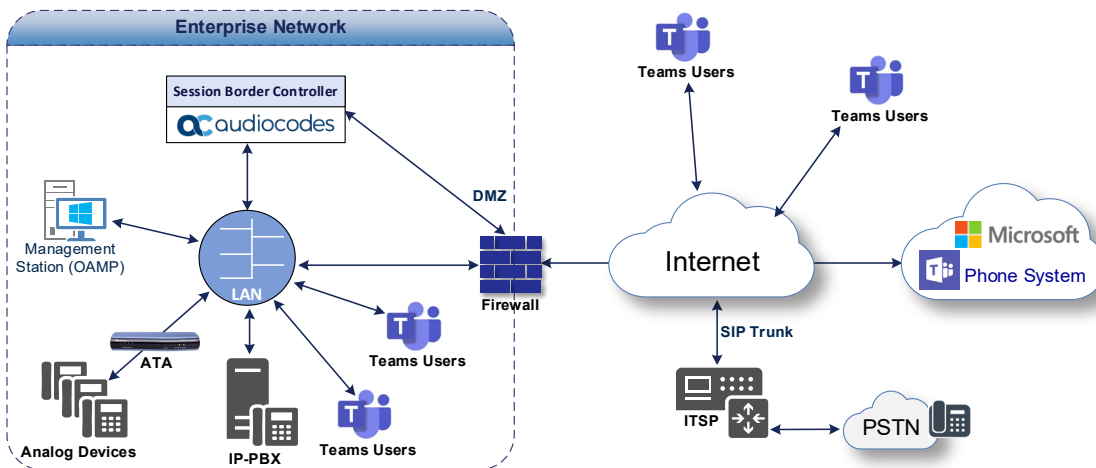 Enterprise Network
Session Border Controller
audiocodes
Management
Station (OAMP)
LAN
DMZ
Firewall
ATA
Analog Devices
IP-PBX
Teams Users
T
Teams Users
T
Teams Users
T
Teams Users
T
Internet
Microsoft
T
Phone System
SIP Trunk
ITSP
PSTN